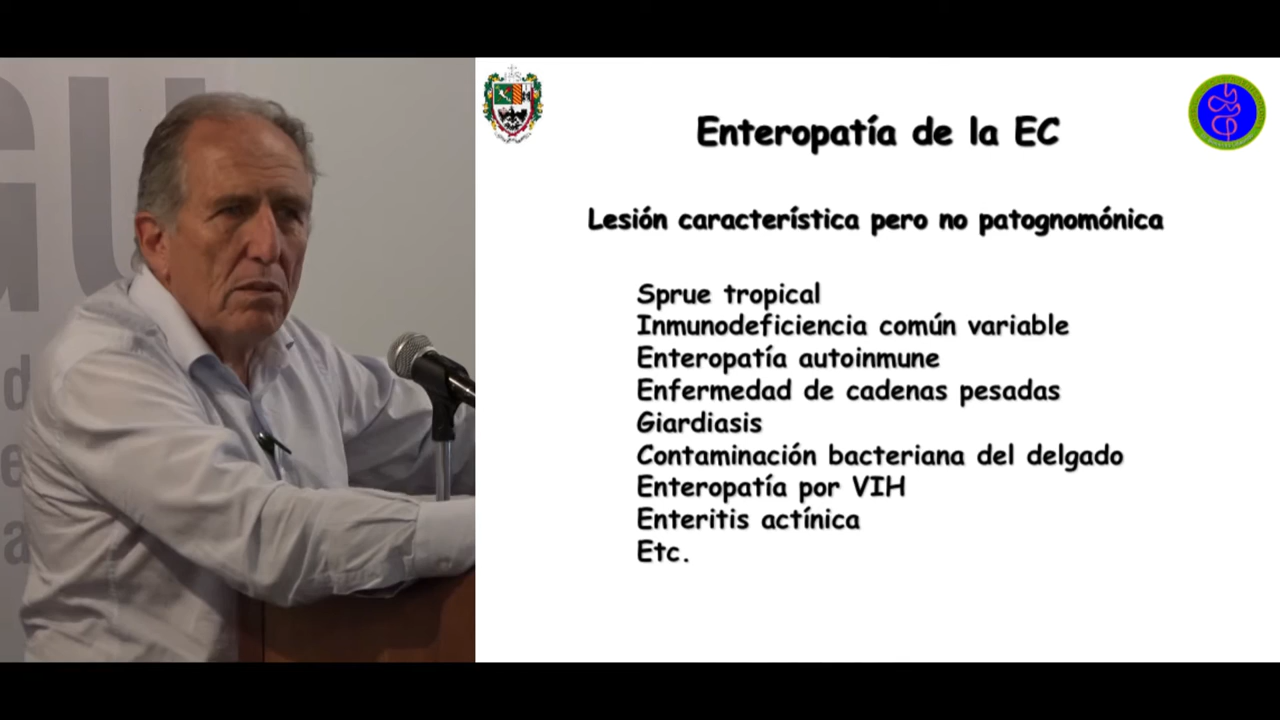 GU
d
e
a
Enteropatía de la EC
Lesión característica pero no patognomónica
Sprue tropical
Inmunodeficiencia común variable
Enteropatía autoinmune
Enfermedad de cadenas pesadas
Giardiasis
Contaminación bacteriana del delgado
Enteropatía por VIH
Enteritis actínica
Etc.